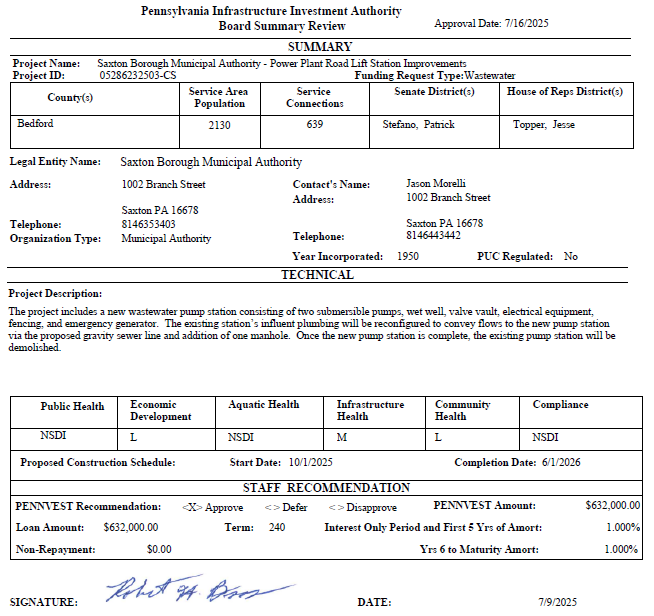 Pennsylvania Infrastructure Investment Authority
Board Summary Review
Approval Date: 7/16/2025
SUMMARY
Project Name: Saxton Borough Municipal Authority - Power Plant Road Lift Station Improvements
Project ID: 05286232503-CS Funding Request Type:Wastewater
County(s) Service Area Population Service Connections Senate District(s) House of Reps District(s)
Bedford 2130 639 Stefano, Patrick Topper, Jesse
Legal Entity Name: Saxton Borough Municipal Authority
Address: 1002 Branch Street Contact's Name: Jason Morelli
Address: 1002 Branch Street
Saxton PA 16678 Saxton PA 16678
Telephone: 8146353403 Telephone: 8146443442
Organization Type: Municipal Authority
Year Incorporated: 1950 PUC Regulated: No
TECHNICAL
Project Description:
The project includes a new wastewater pump station consisting of two submersible pumps, wet well, valve vault, electrical equipment,
fencing, and emergency generator. The existing station's influent plumbing will be reconfigured to convey flows to the new pump station
via the proposed gravity sewer line and addition of one manhole. Once the new pump station is complete, the existing pump station will be
demolished.
Public Health Economic Development Aquatic Health Infrastructure Health Community Health Compliance
NSDI L NSDI M L NSDI
Proposed Construction Schedule: Start Date: 10/1/2025 Completion Date: 6/1/2026
STAFF RECOMMENDATION
PENNVEST Recommendation: <X> Approve < > Defer < > Disapprove PENNVEST Amount: $632,000.00
Loan Amount: $632,000.00 Term: 240 Interest Only Period and First 5 Yrs of Amort: 1.000%
Non-Repayment: $0.00 Yrs 6 to Maturity Amort: 1.000%
SIGNATURE: DATE: 7/9/2025